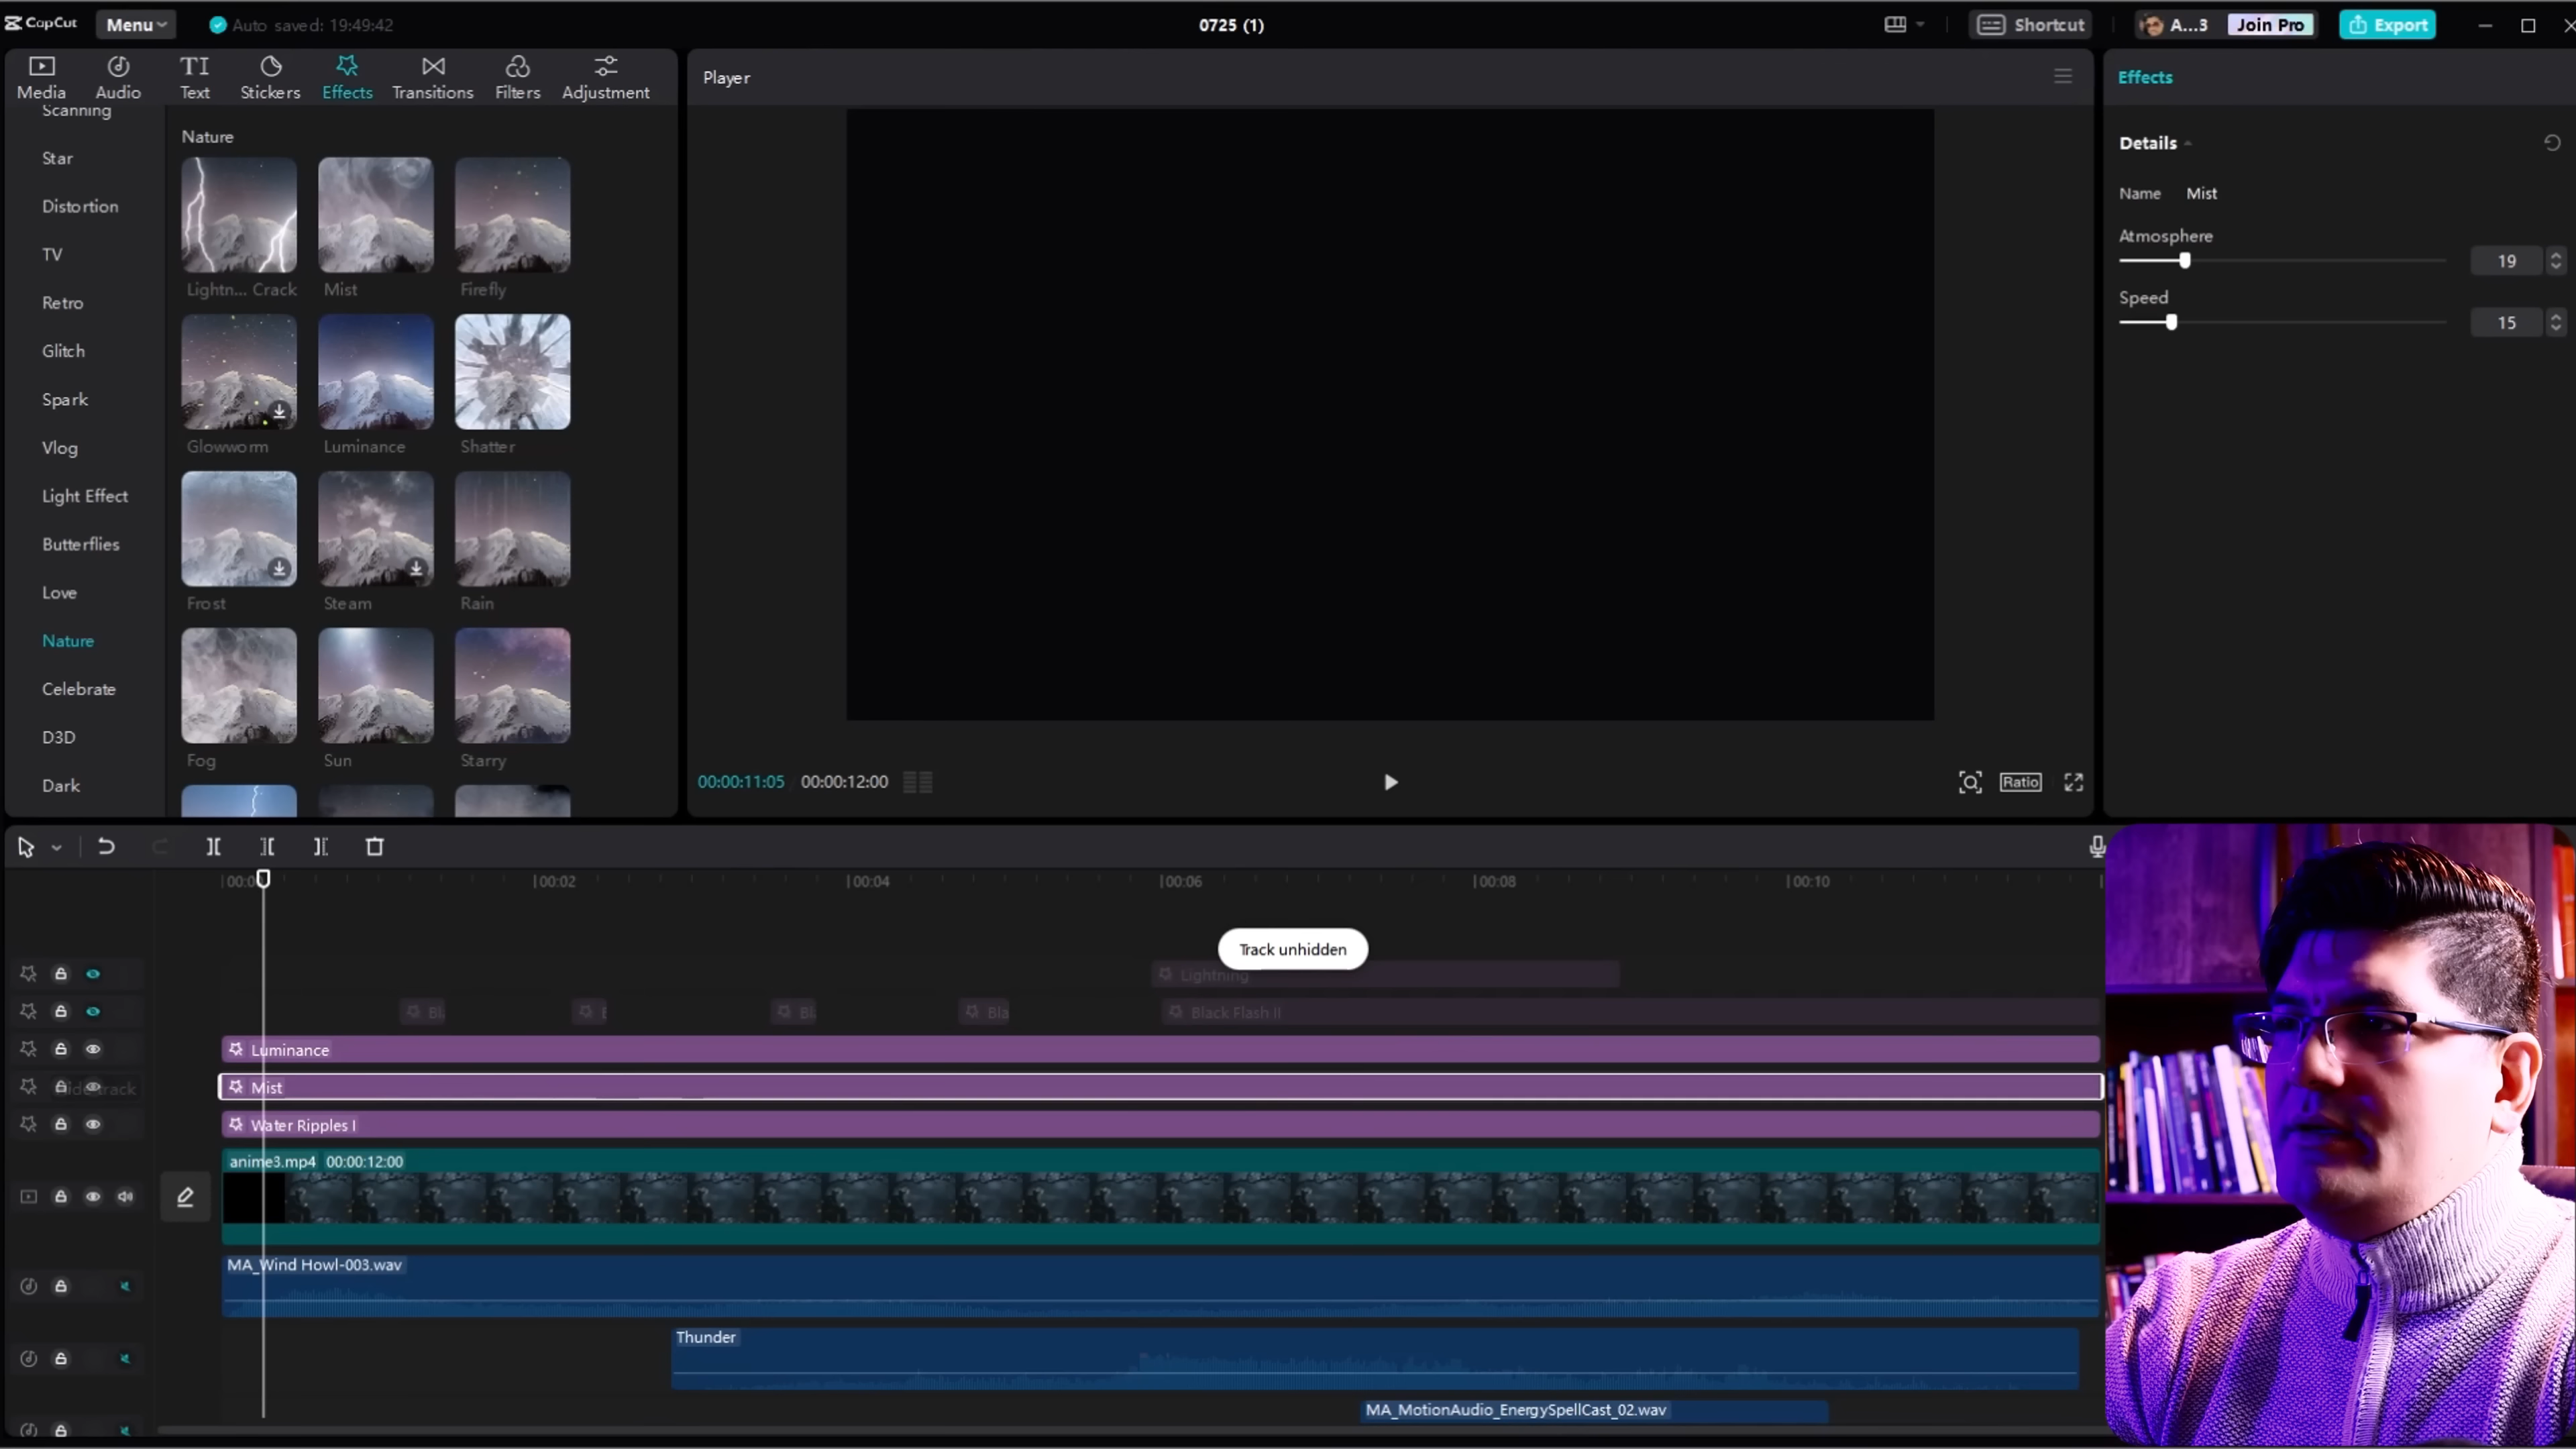 CapCut
Menu
Auto saved: 19:49:42
0725 (1)
Shortcut
A...3
Join Pro
Export
Media
Audio
TI
Text
Stickers
Effects
Transitions
Filters
Adjustment
Scanning
Star
Distortion
TV
Retro
Glitch
Spark
Vlog
Light Effect
Butterflies
Love
Nature
Celebrate
D3D
Dark
Nature
Lightn... Crack
Mist
Firefly
Glowworm
Luminance
Shatter
Frost
Steam
Rain
Fog
Sun
Starry
Player
00:00:11:05
00:00:12:00
Ratio
Effects
Details
Name Mist
Atmosphere
19
Speed
15
00:02
00:04
00:06
00:08
00:10
Track unhidden
Lightning
Bla
Black Flash II
Luminance
Mist
Water Ripples I
anime3.mp4 00:00:12:00
MA_Wind Howl-003.wav
Thunder
MA_MotionAudio_EnergySpellCast_02.wav